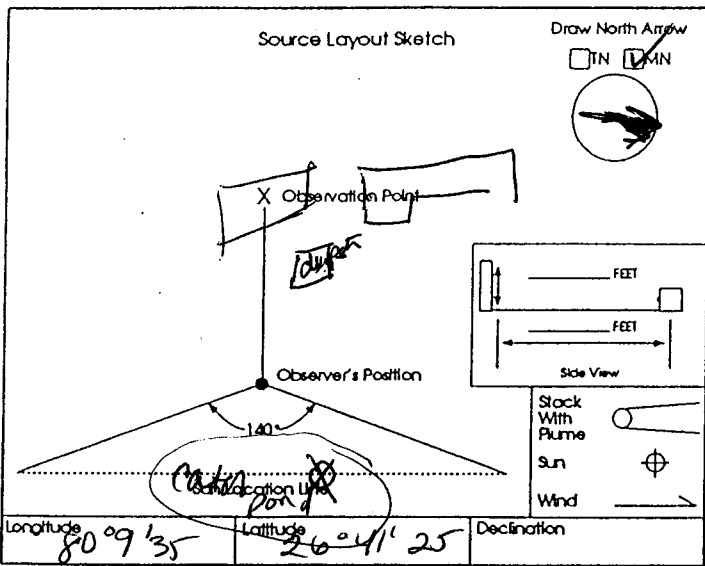 Source Layout Sketch
Draw North Arrow
TN MN
X Observation Point
FEET
FEET
Side View
Observer's Position
140°
Sun Location Line
pond
Stack
With
Plume
Sun
Wind
Longitude
80°9'35
Latitude
26°41'25
Declination